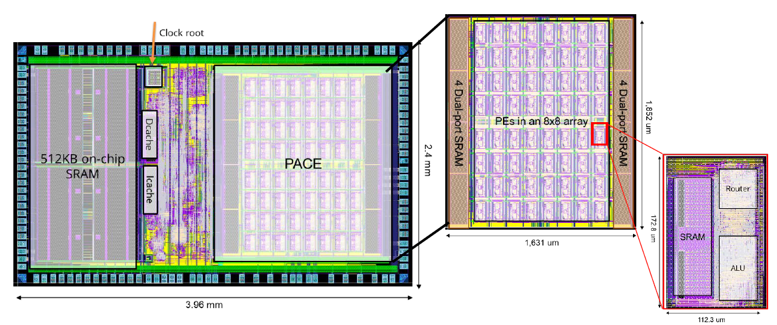 Clock root
512KB on-chip
SRAM
Dcache
Icache
PACE
2.4 mm
3.96 mm
4 Dual-port SRAM
PEs in an 8x8 array
4 Dual-port SRAM
1,852 um
1,631 um
Router
SRAM
ALU
172.8 um
112.3 um